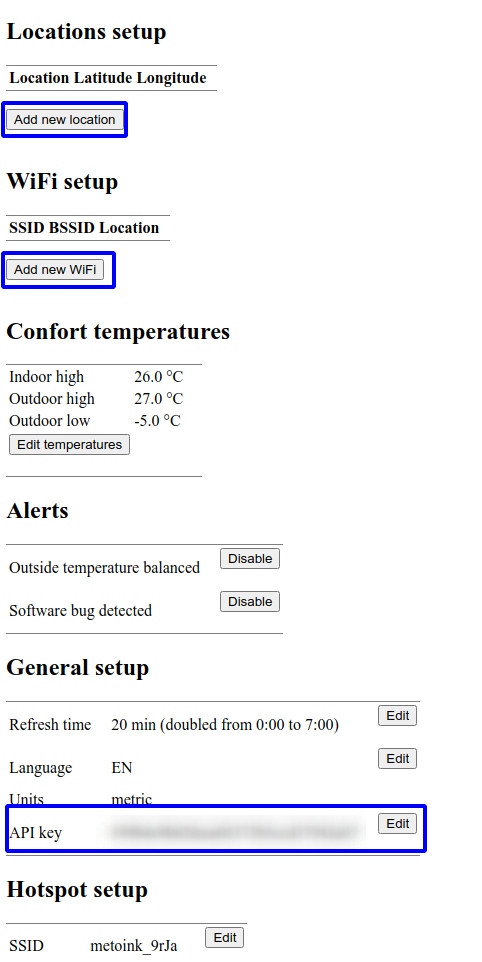 Locations setup
Location Latitude Longitude
Add new location
WiFi setup
SSID BSSID Location
Add new WiFi
Confort temperatures
Indoor high 26.0 °C
Outdoor high 27.0 °C
Outdoor low -5.0 °C
Edit temperatures
Alerts
Outside temperature balanced Disable
Software bug detected Disable
General setup
Refresh time 20 min (doubled from 0:00 to 7:00) Edit
Language EN Edit
Units metric
API key Edit
Hotspot setup
SSID metoink_9rJa Edit